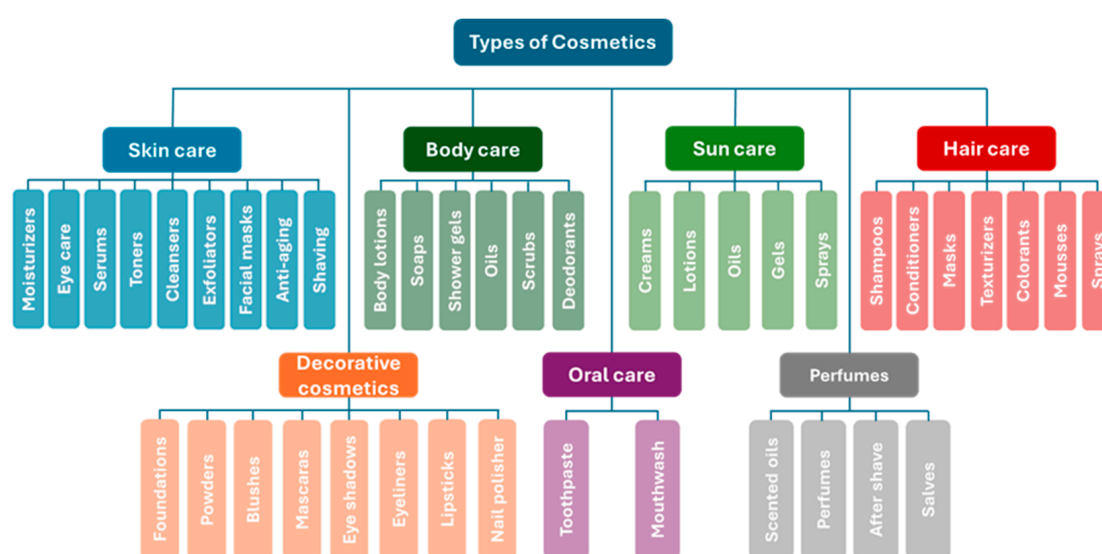 Types of Cosmetics
Skin care
Body care
Sun care
Hair care
Moisturizers
Eye care
Serums
Toners
Cleansers
Exfoliators
Facial masks
Anti-aging
Shaving
Body lotions
Soaps
Shower gels
Oils
Scrubs
Deodorants
Creams
Lotions
Oils
Gels
Sprays
Shampoos
Conditioners
Masks
Texturizers
Colorants
Mousses
Sprays
Decorative
cosmetics
Oral care
Perfumes
Foundations
Powders
Blushes
Mascaras
Eye shadows
Eyeliners
Lipsticks
Nail polisher
Toothpaste
Mouthwash
Scented oils
Perfumes
After shave
Salves